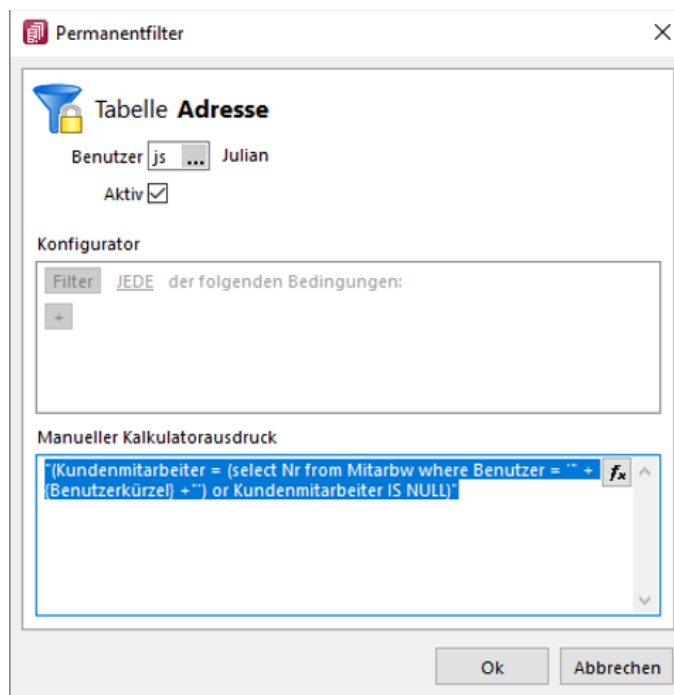 Permanentfilter
Tabelle Adresse
Benutzer js ... Julian
Aktiv
Konfigurator
Filter JEDE der folgenden Bedingungen:
+
Manueller Kalkulatorausdruck
"(Kundenmitarbeiter = (select Nr from Mitarbw where Benutzer = '" +
{Benutzerkürzel} +"') or Kundenmitarbeiter IS NULL)"
fx
Ok Abbrechen